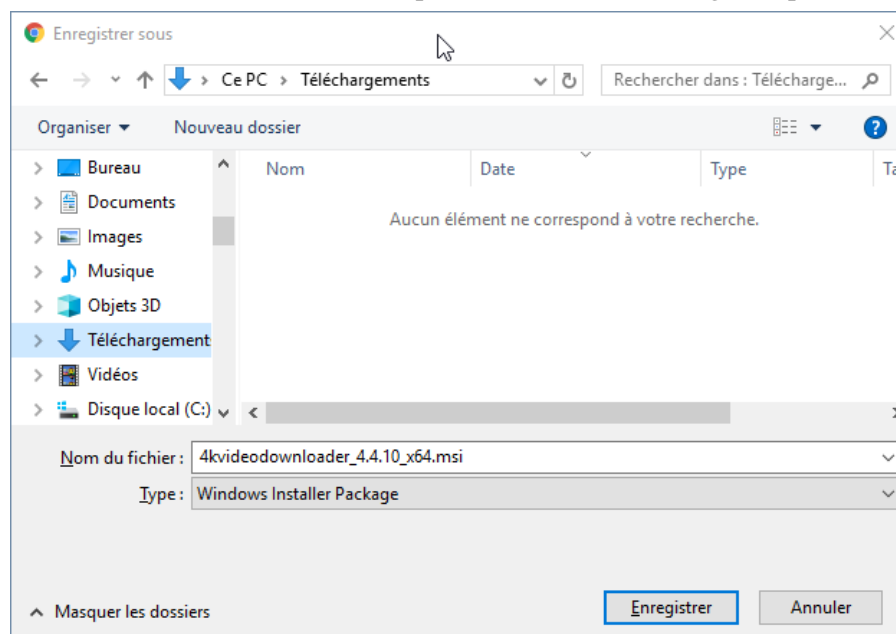 Enregistrer sous
Ce PC > Téléchargements
Rechercher dans : Télécharge...
Organiser
Nouveau dossier
Nom Date Type
Bureau
Documents
Images
Musique
Objets 3D
Téléchargement
Vidéos
Disque local (C:)
Aucun élément ne correspond à votre recherche.
Nom du fichier : 4kvideodownloader_4.4.10_x64.msi
Type : Windows Installer Package
Masquer les dossiers
Enregistrer
Annuler